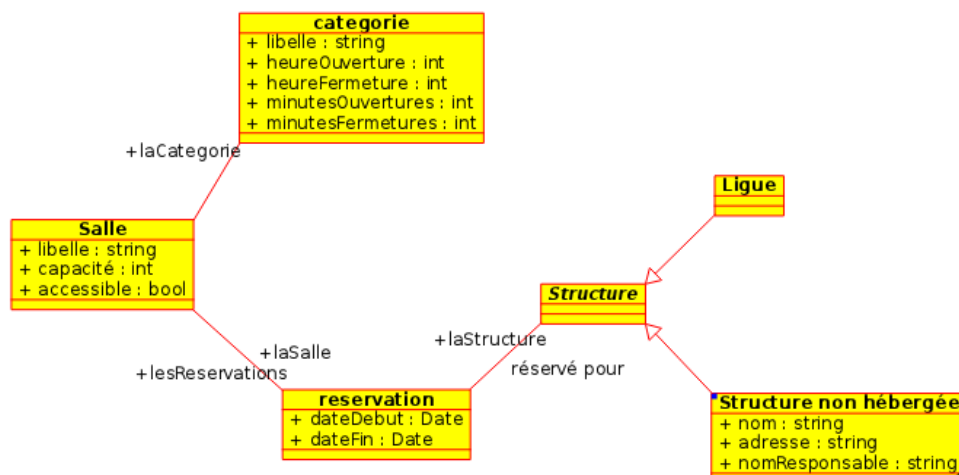 categorie
+ libelle : string
+ heureOuverture : int
+ heureFermeture : int
+ minutesOuvertures : int
+ minutesFermetures : int
+laCategorie
Ligue
Salle
+ libelle : string
+ capacité : int
+ accessible : bool
Structure
+laStructure
+laSalle
réservé pour
+lesReservations
reservation
+ dateDebut : Date
+ dateFin : Date
Structure non hébergée
+ nom : string
+ adresse : string
+ nomResponsable : string